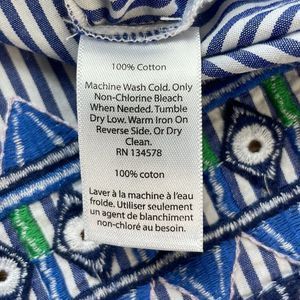 100% Cotton
Machine Wash Cold. Only
Non-Chlorine Bleach
When Needed. Tumble
Dry Low. Warm Iron On
Reverse Side. Or Dry
Clean.
RN 134578
100% coton
Laver à la machine à l'eau
froide. Utiliser seulement
un agent de blanchiment
non-chloré au besoin.